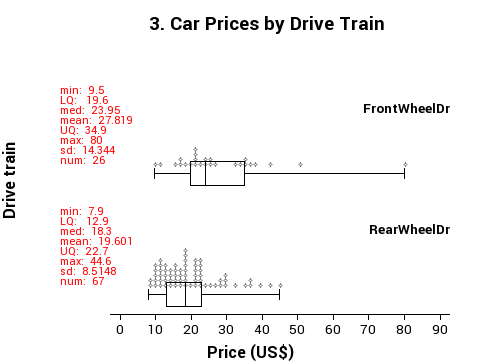 3. Car Prices by Drive Train
min: 9.5
LQ: 19.6
med: 23.95
mean: 27.819
UQ: 34.9
max: 80
sd: 14.344
num: 26
FrontWheelDr
Drive train
min: 7.9
LQ: 12.9
med: 18.3
mean: 19.601
UQ: 22.7
max: 44.6
sd: 8.5148
num: 67
RearWheelDr
0 10 20 30 40 50 60 70 80 90
Price (US$)